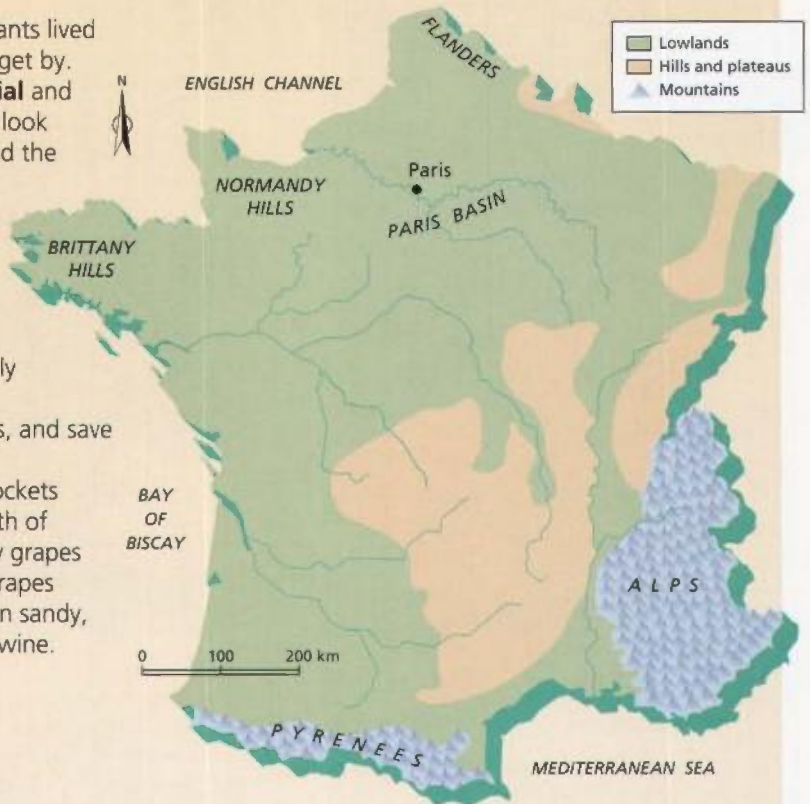 ants lived
get by.
ial and
look
d the
ly
s, and save
ockets
th of
v grapes
rapes
n sandy,
wine.
N
ENGLISH CHANNEL
FLANDERS
Lowlands
Hills and plateaus
Mountains
Paris
NORMANDY
HILLS
PARIS BASIN
BRITTANY
HILLS
BAY
OF
BISCAY
ALPS
0 100 200 km
PYRENEES
MEDITERRANEAN SEA